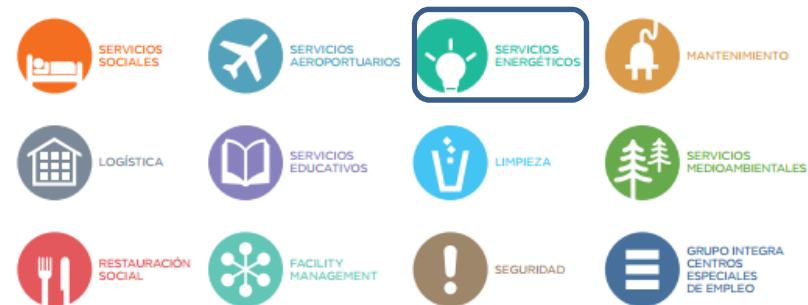 SERVICIOS
SOCIALES
SERVICIOS
AEROPORTUARIOS
SERVICIOS
ENERGÉTICOS
MANTENIMIENTO
LOGÍSTICA
SERVICIOS
EDUCATIVOS
LIMPIEZA
SERVICIOS
MEDIOAMBIENTALES
RESTAURACIÓN
SOCIAL
FACILITY
MANAGEMENT
SEGURIDAD
GRUPO INTEGRA
CENTROS
ESPECIALES
DE EMPLEO